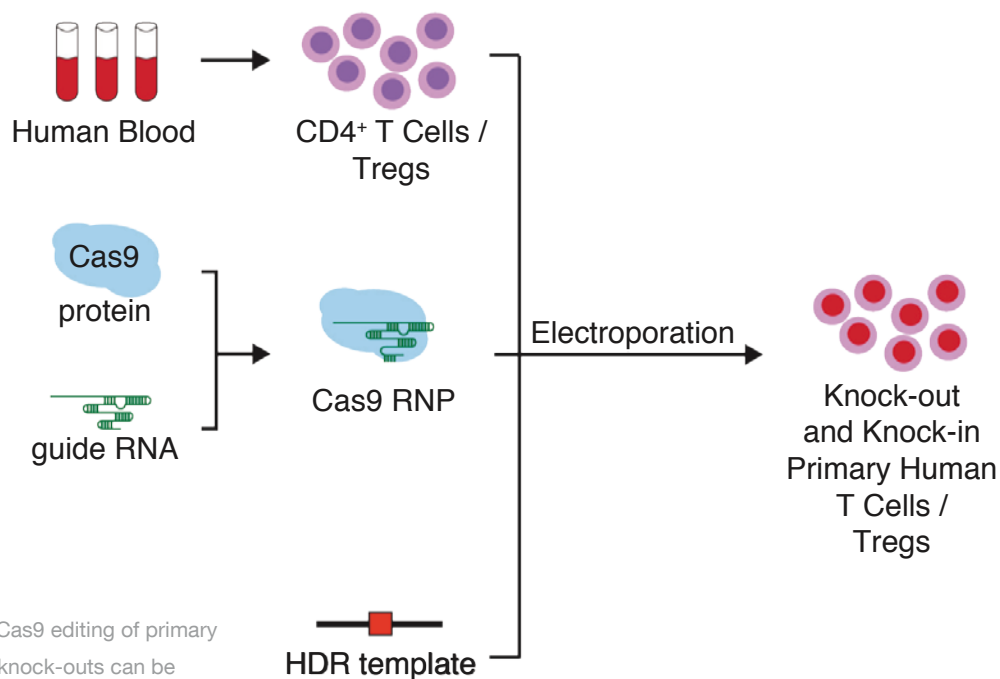 Human Blood
CD4⁺ T Cells /
Tregs
Cas9
protein
guide RNA
Cas9 RNP
Electroporation
Knock-out
and Knock-in
Primary Human
T Cells /
Tregs
HDR template
Cas9 editing of primary
knock-outs can be